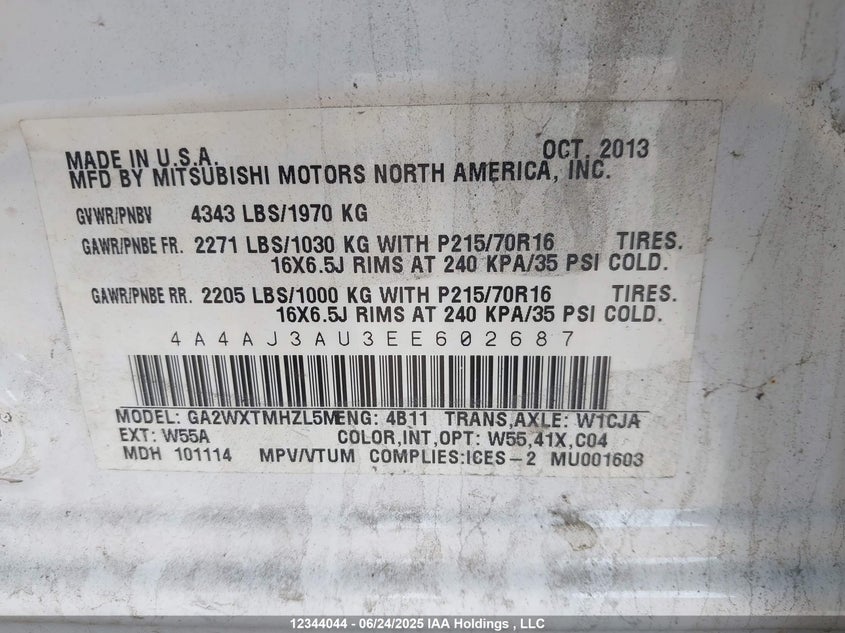 MADE IN U.S.A. OCT, 2013
MFD BY MITSUBISHI MOTORS NORTH AMERICA, INC.
GVWR/PNBV 4343 LBS/1970 KG
GAWR/PNBE FR. 2271 LBS/1030 KG WITH P215/70R16 TIRES.
16X6.5J RIMS AT 240 KPA/35 PSI COLD.
GAWR/PNBE RR. 2205 LBS/1000 KG WITH P215/70R16 TIRES.
16X6.5J RIMS AT 240 KPA/35 PSI COLD.
4A4AJ3AU3EE602687
MODEL: GA2WXTMHZL5M ENG: 4B11 TRANS,AXLE: W1CJA
EXT: W55A COLOR,INT,OPT: W55,41X,C04
MDH 101114 MPV/VTUM COMPLIES:ICES-2 MU001603
12344044 - 06/24/2025 IAA Holdings , LLC